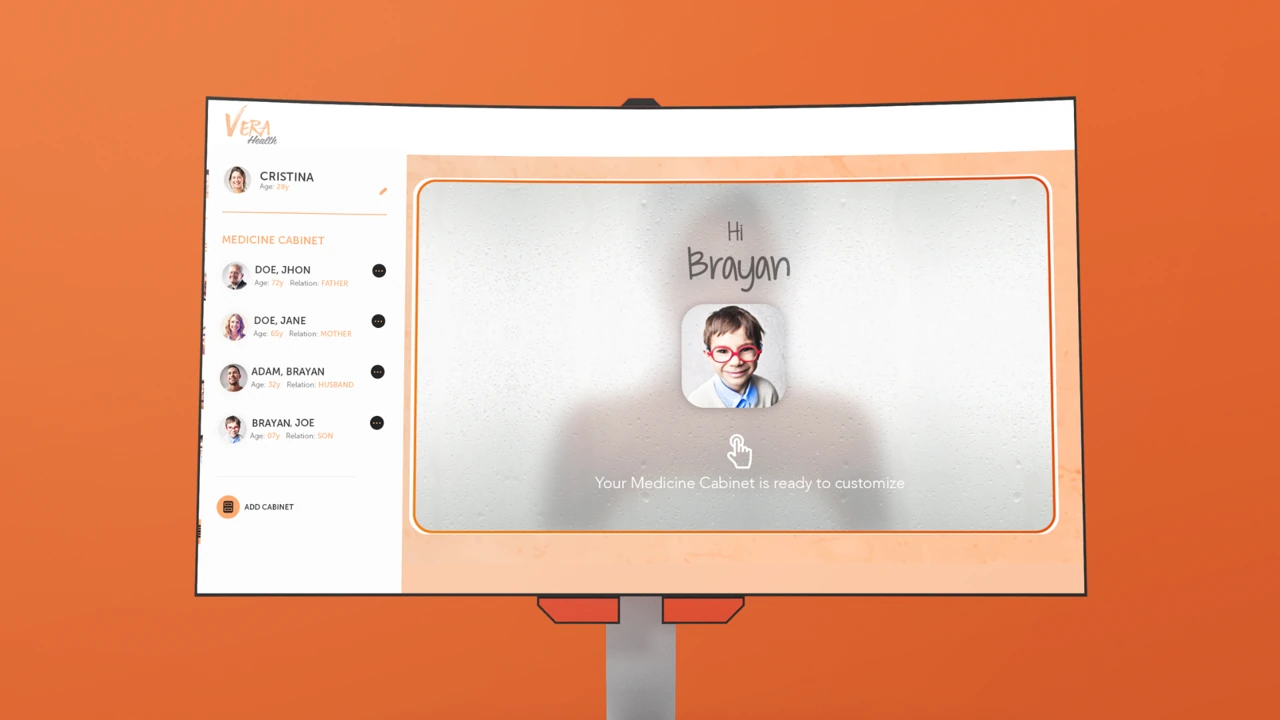 VERA
Health
CRISTINA
Age: 29y
MEDICINE CABINET
DOE, JHON
Age: 72y Relation: FATHER
DOE, JANE
Age: 65y Relation: MOTHER
ADAM, BRAYAN
Age: 32y Relation: HUSBAND
BRAYAN, JOE
Age: 07y Relation: SON
ADD CABINET
Hi
Brayan
Your Medicine Cabinet is ready to customize